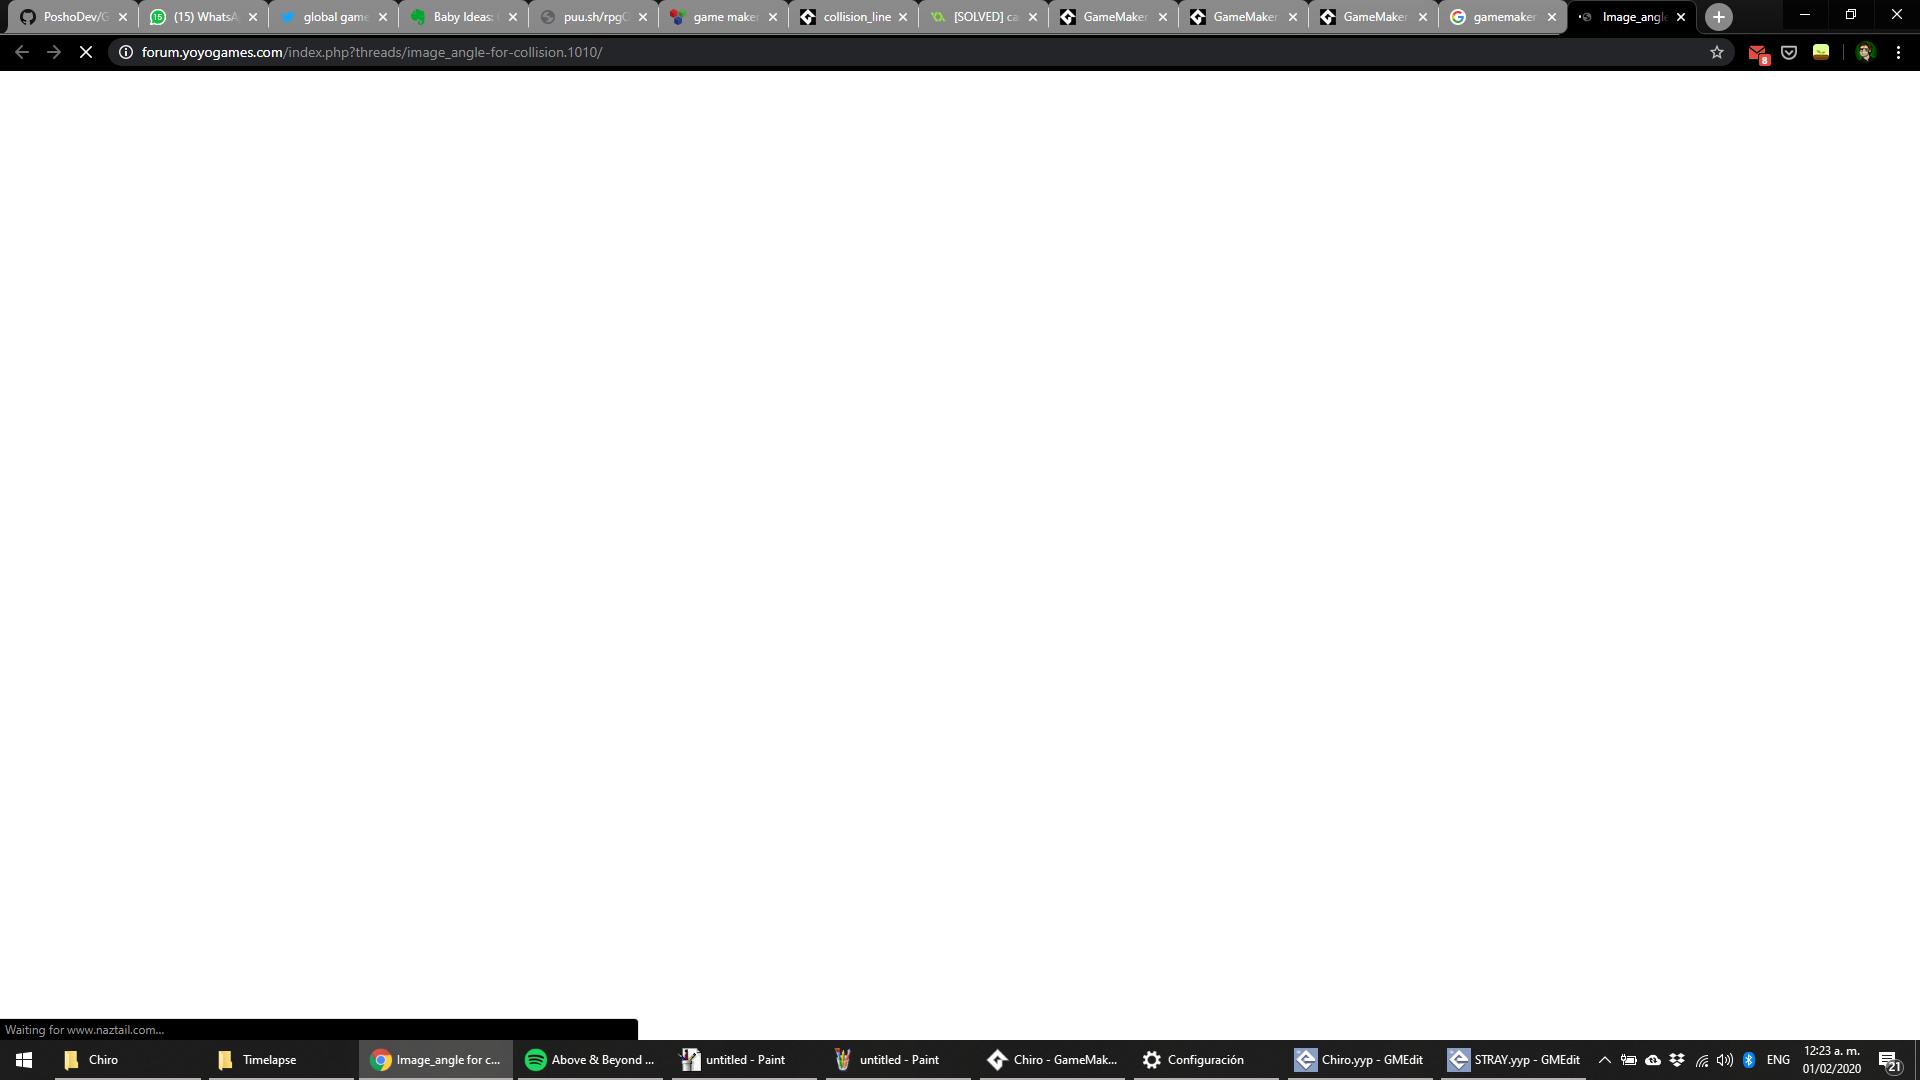 PoshoDev/G
(15) WhatsA
global game
Baby Ideas:
puu.sh/rpgC
game maker
collision_line
[SOLVED] ca
GameMaker
GameMaker
GameMaker
gamemaker
Image_angle
forum.yoyogames.com/index.php?threads/image_angle-for-collision.1010/
8
Waiting for www.naztail.com...
Chiro
Timelapse
Image_angle for c...
Above & Beyond ...
untitled - Paint
untitled - Paint
Chiro - GameMak...
Configuración
Chiro.yyp - GMEdit
STRAY.yyp - GMEdit
ENG
12:23 a. m.
01/02/2020
21